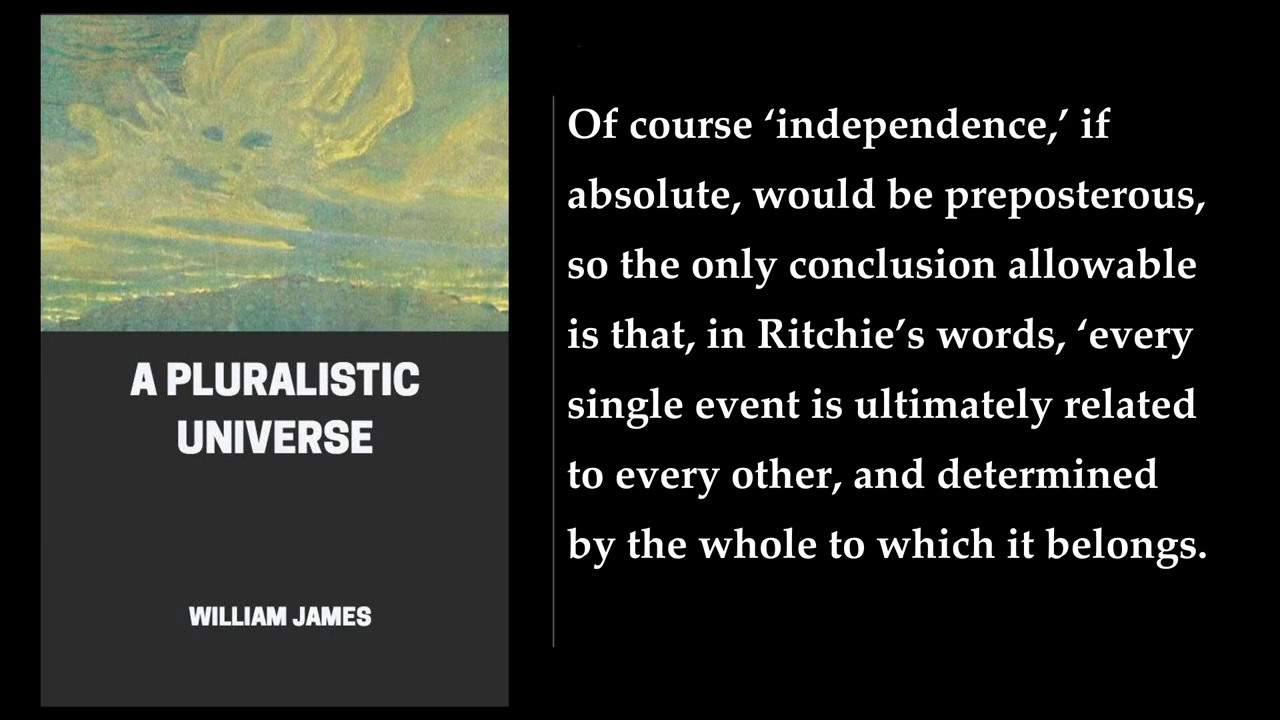 A PLURALISTIC
UNIVERSE
WILLIAM JAMES
Of course ‘independence,’ if
absolute, would be preposterous,
so the only conclusion allowable
is that, in Ritchie’s words, ‘every
single event is ultimately related
to every other, and determined
by the whole to which it belongs.